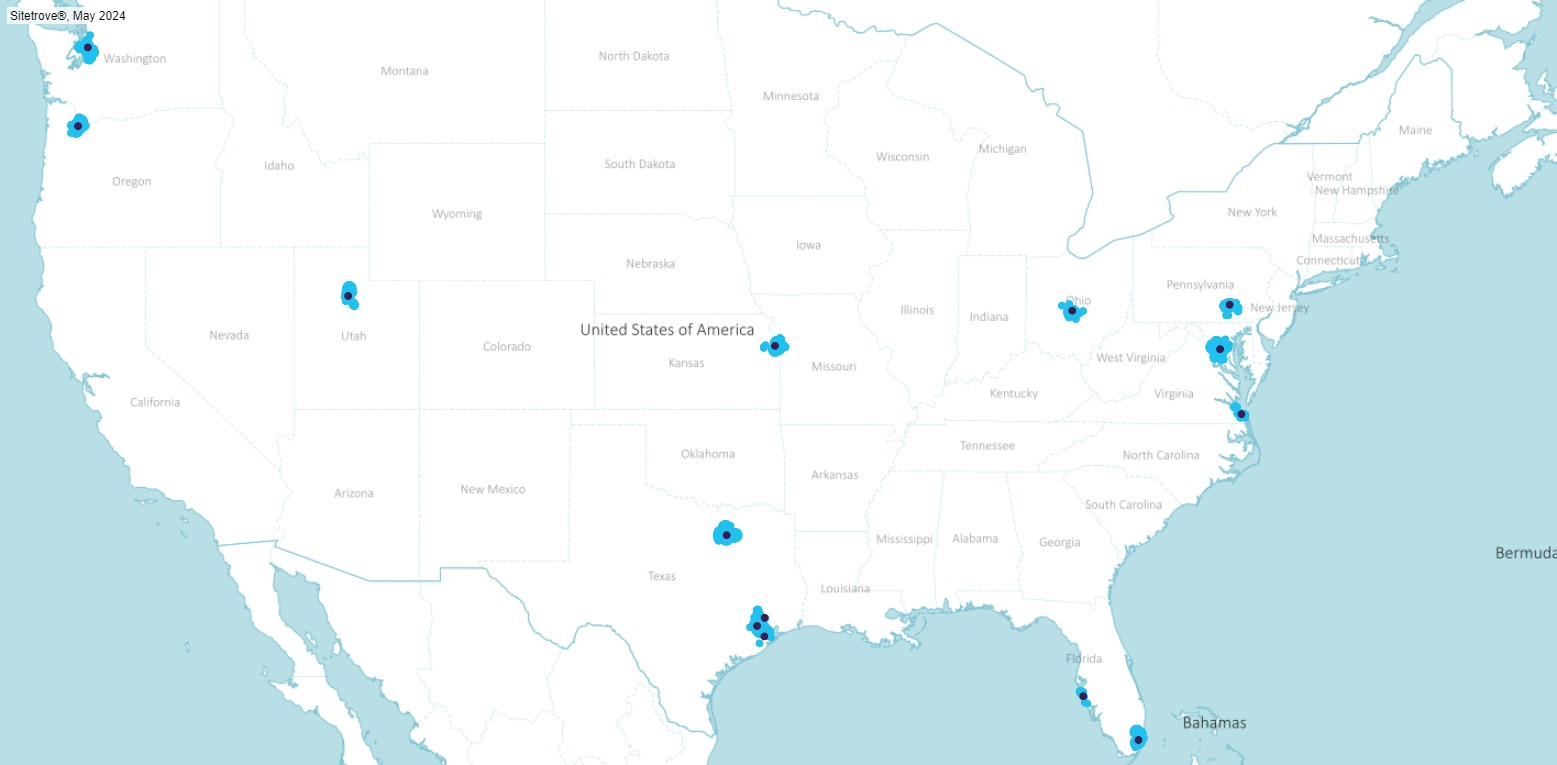 Sitetrove®, May 2024
Washington
Montana
North Dakota
Minnesota
Maine
Oregon
Idaho
South Dakota
Wisconsin
Michigan
Vermont
New Hampshire
Wyoming
New York
Iowa
Massachusetts
Nebraska
Connecticut
Pennsylvania
Ohio
New Jersey
Illinois
Indiana
United States of America
Nevada
Utah
Colorado
Kansas
Missouri
West Virginia
California
Kentucky
Virginia
Tennessee
Oklahoma
North Carolina
Arkansas
Arizona
New Mexico
South Carolina
Mississippi
Alabama
Georgia
Bermuda
Texas
Louisiana
Florida
Bahamas